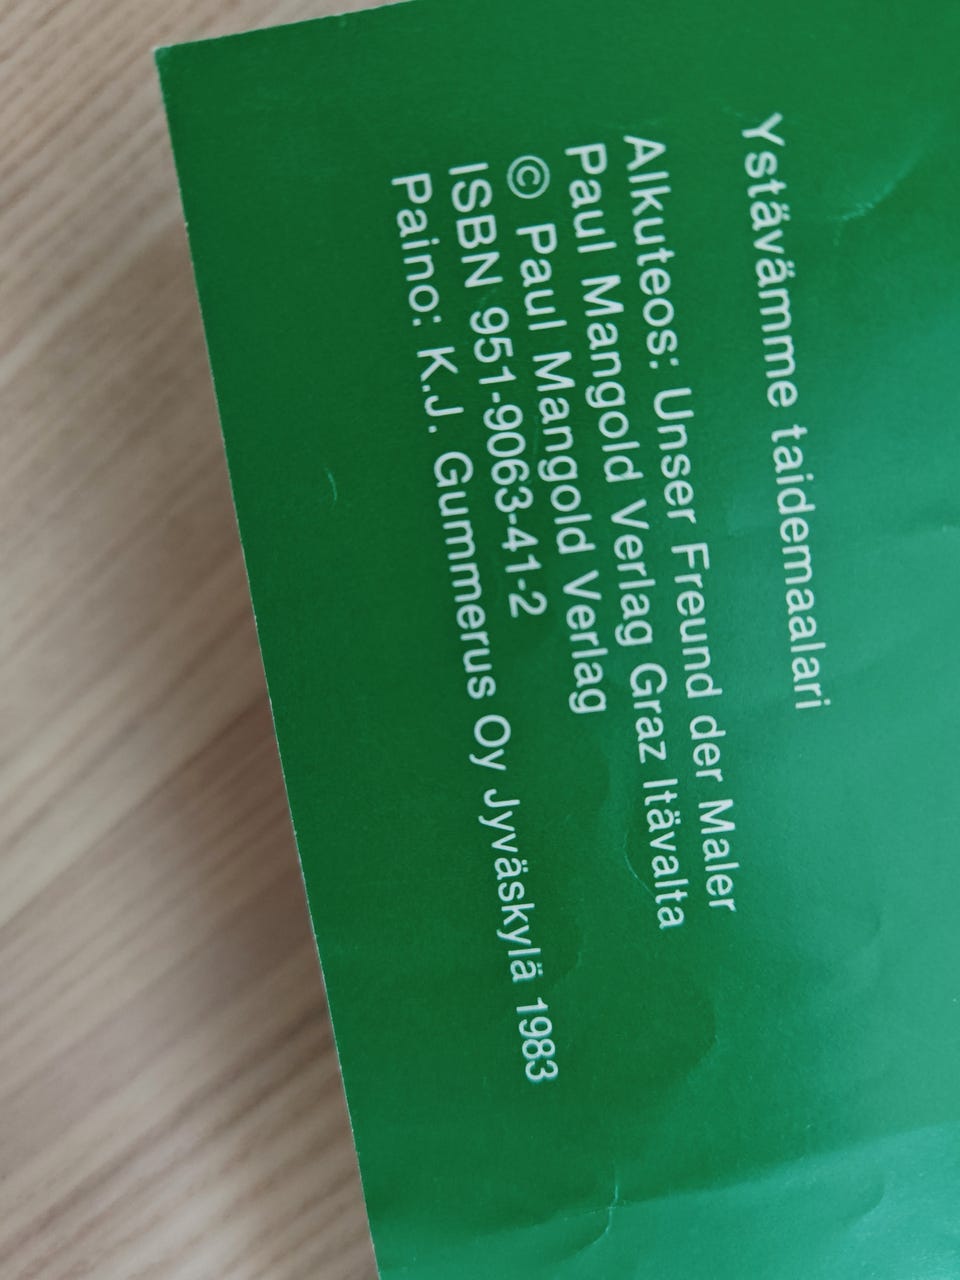 Ystävämme taidemaalari
Alkuteos: Unser Freund der Maler
Paul Mangold Verlag Graz Itävalta
© Paul Mangold Verlag
ISBN 951-9063-41-2
Paino: K.J. Gummerus Oy Jyväskylä 1983